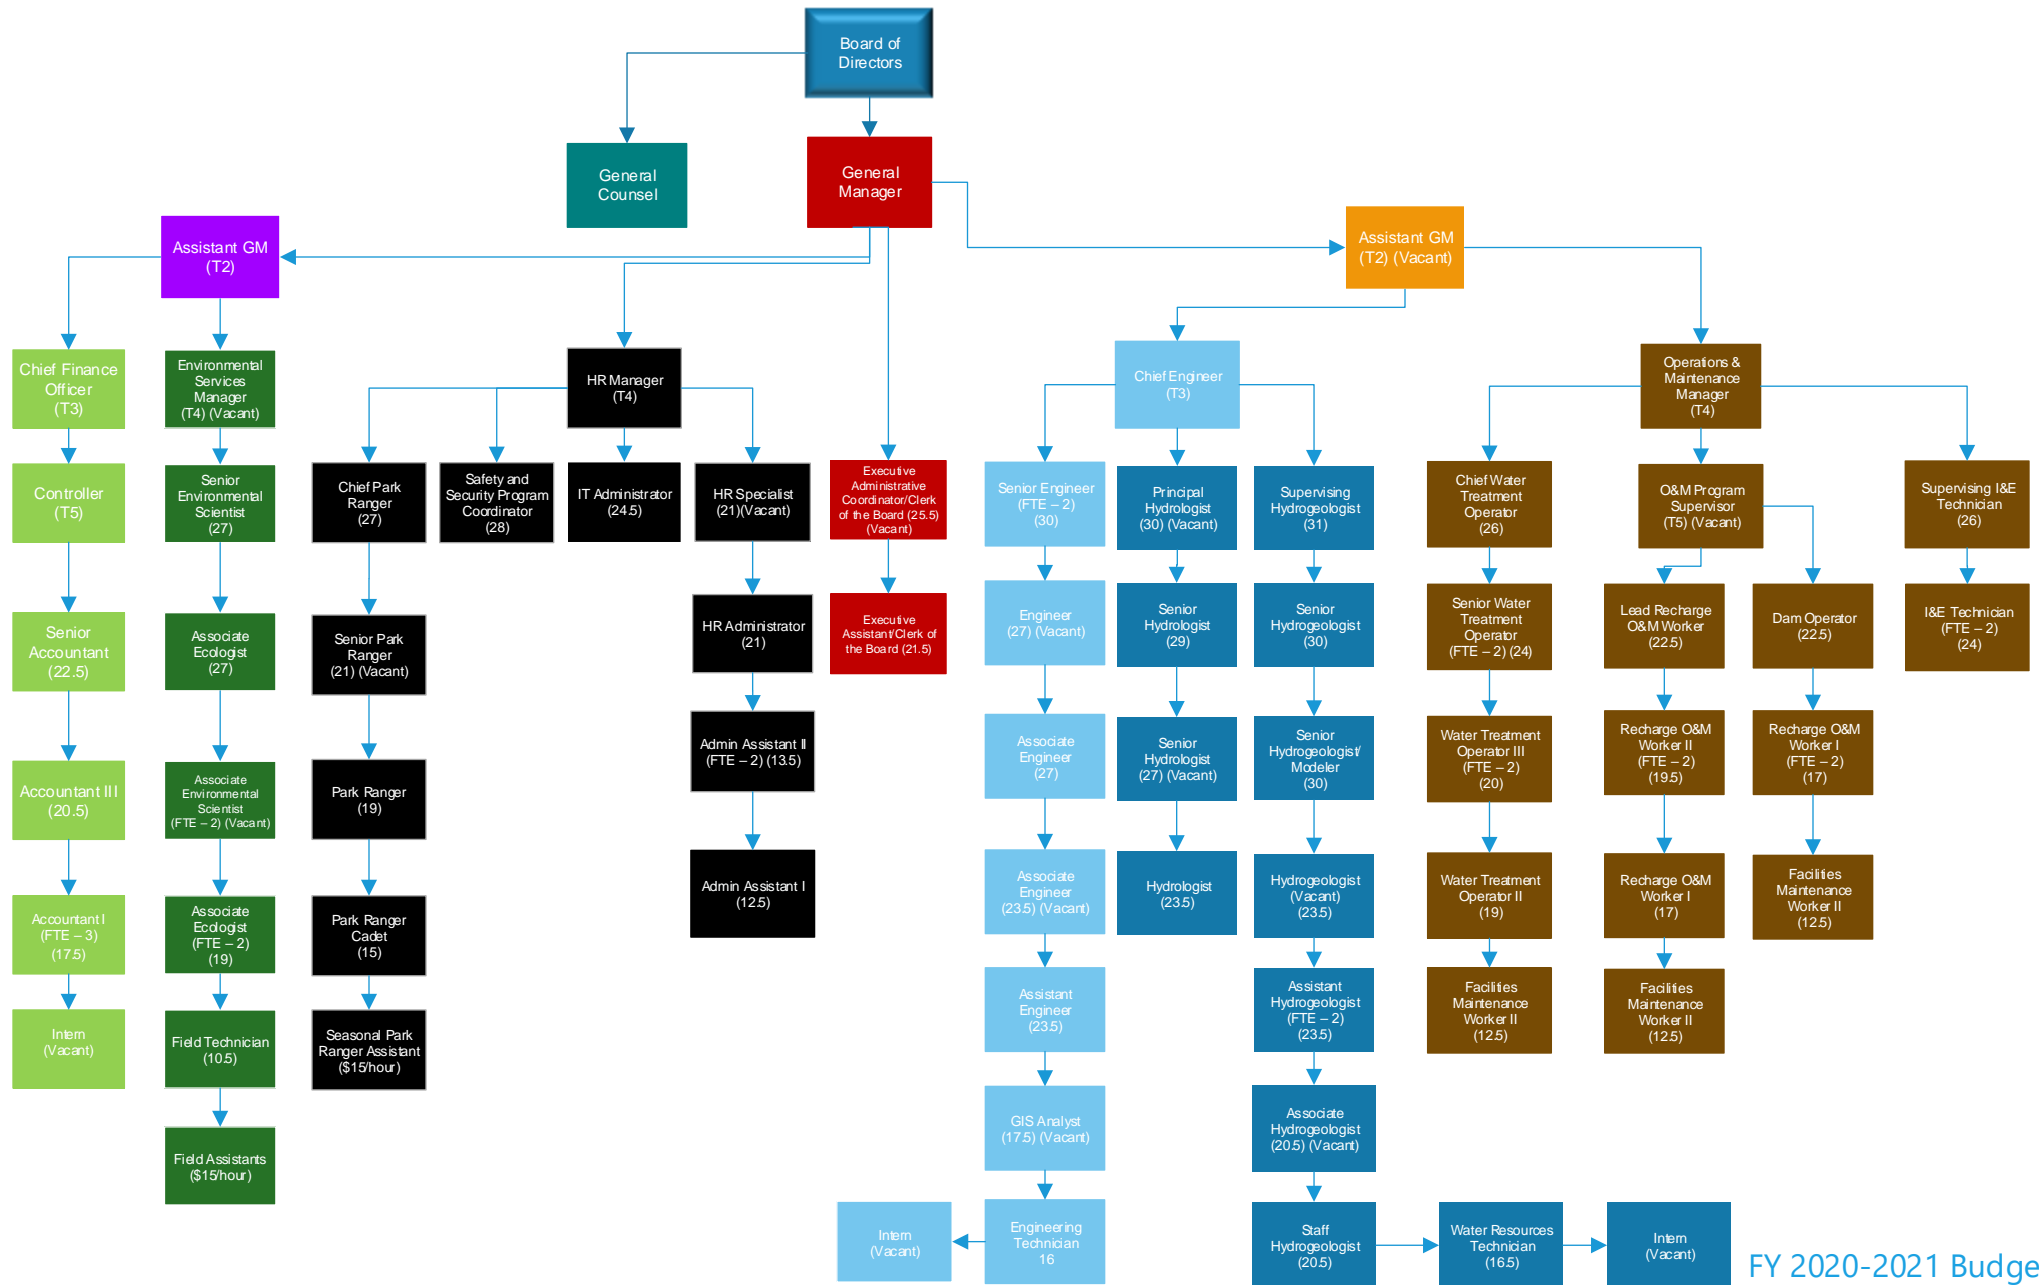 Board of
Directors
General
Counsel
General
Manager
Assistant GM
(T2)
Assistant GM
(T2) (Vacant)
Chief Finance
Officer
(T3)
Environmental
Services
Manager
(T4) (Vacant)
HR Manager
(T4)
Chief Engineer
(T3)
Operations &
Maintenance
Manager
(T4)
Controller
(T5)
Senior
Environmental
Scientist
(27)
Chief Park
Ranger
(27)
Safety and
Security Program
Coordinator
(28)
IT Administrator
(24.5)
HR Specialist
(21)(Vacant)
Executive
Administrative
Coordinator/Clerk
of the Board (25.5)
(Vacant)
Senior Engineer
(FTE – 2)
(30)
Principal
Hydrologist
(30) (Vacant)
Supervising
Hydrogeologist
(31)
Chief Water
Treatment
Operator
(26)
O&M Program
Supervisor
(T5) (Vacant)
Supervising I&E
Technician
(26)
Senior
Accountant
(22.5)
Associate
Ecologist
(27)
Senior Park
Ranger
(21) (Vacant)
HR Administrator
(21)
Executive
Assistant/Clerk of
the Board (21.5)
Engineer
(27) (Vacant)
Senior
Hydrologist
(29)
Senior
Hydrogeologist
(30)
Senior Water
Treatment
Operator
(FTE – 2) (24)
Lead Recharge
O&M Worker
(22.5)
Dam Operator
(22.5)
I&E Technician
(FTE – 2)
(24)
Accountant III
(20.5)
Associate
Environmental
Scientist
(FTE – 2) (Vacant)
Park Ranger
(19)
Admin Assistant II
(FTE – 2) (13.5)
Associate
Engineer
(27)
Senior
Hydrologist
(27) (Vacant)
Senior
Hydrogeologist/
Modeler
(30)
Water Treatment
Operator III
(FTE – 2)
(20)
Recharge O&M
Worker II
(FTE – 2)
(19.5)
Recharge O&M
Worker I
(FTE – 2)
(17)
Accountant I
(FTE – 3)
(17.5)
Associate
Ecologist
(FTE – 2)
(19)
Park Ranger
Cadet
(15)
Admin Assistant I
(12.5)
Associate
Engineer
(23.5) (Vacant)
Hydrologist
(23.5)
Hydrogeologist
(Vacant)
(23.5)
Water Treatment
Operator II
(19)
Recharge O&M
Worker I
(17)
Facilities
Maintenance
Worker II
(12.5)
Intern
(Vacant)
Field Technician
(10.5)
Seasonal Park
Ranger Assistant
($15/hour)
Assistant
Engineer
(23.5)
Assistant
Hydrogeologist
(FTE – 2)
(23.5)
Facilities
Maintenance
Worker II
(12.5)
Facilities
Maintenance
Worker II
(12.5)
Field Assistants
($15/hour)
GIS Analyst
(17.5) (Vacant)
Associate
Hydrogeologist
(20.5) (Vacant)
Intern
(Vacant)
Engineering
Technician
16
Staff
Hydrogeologist
(20.5)
Water Resources
Technician
(16.5)
Intern
(Vacant)
FY 2020-2021 Budge